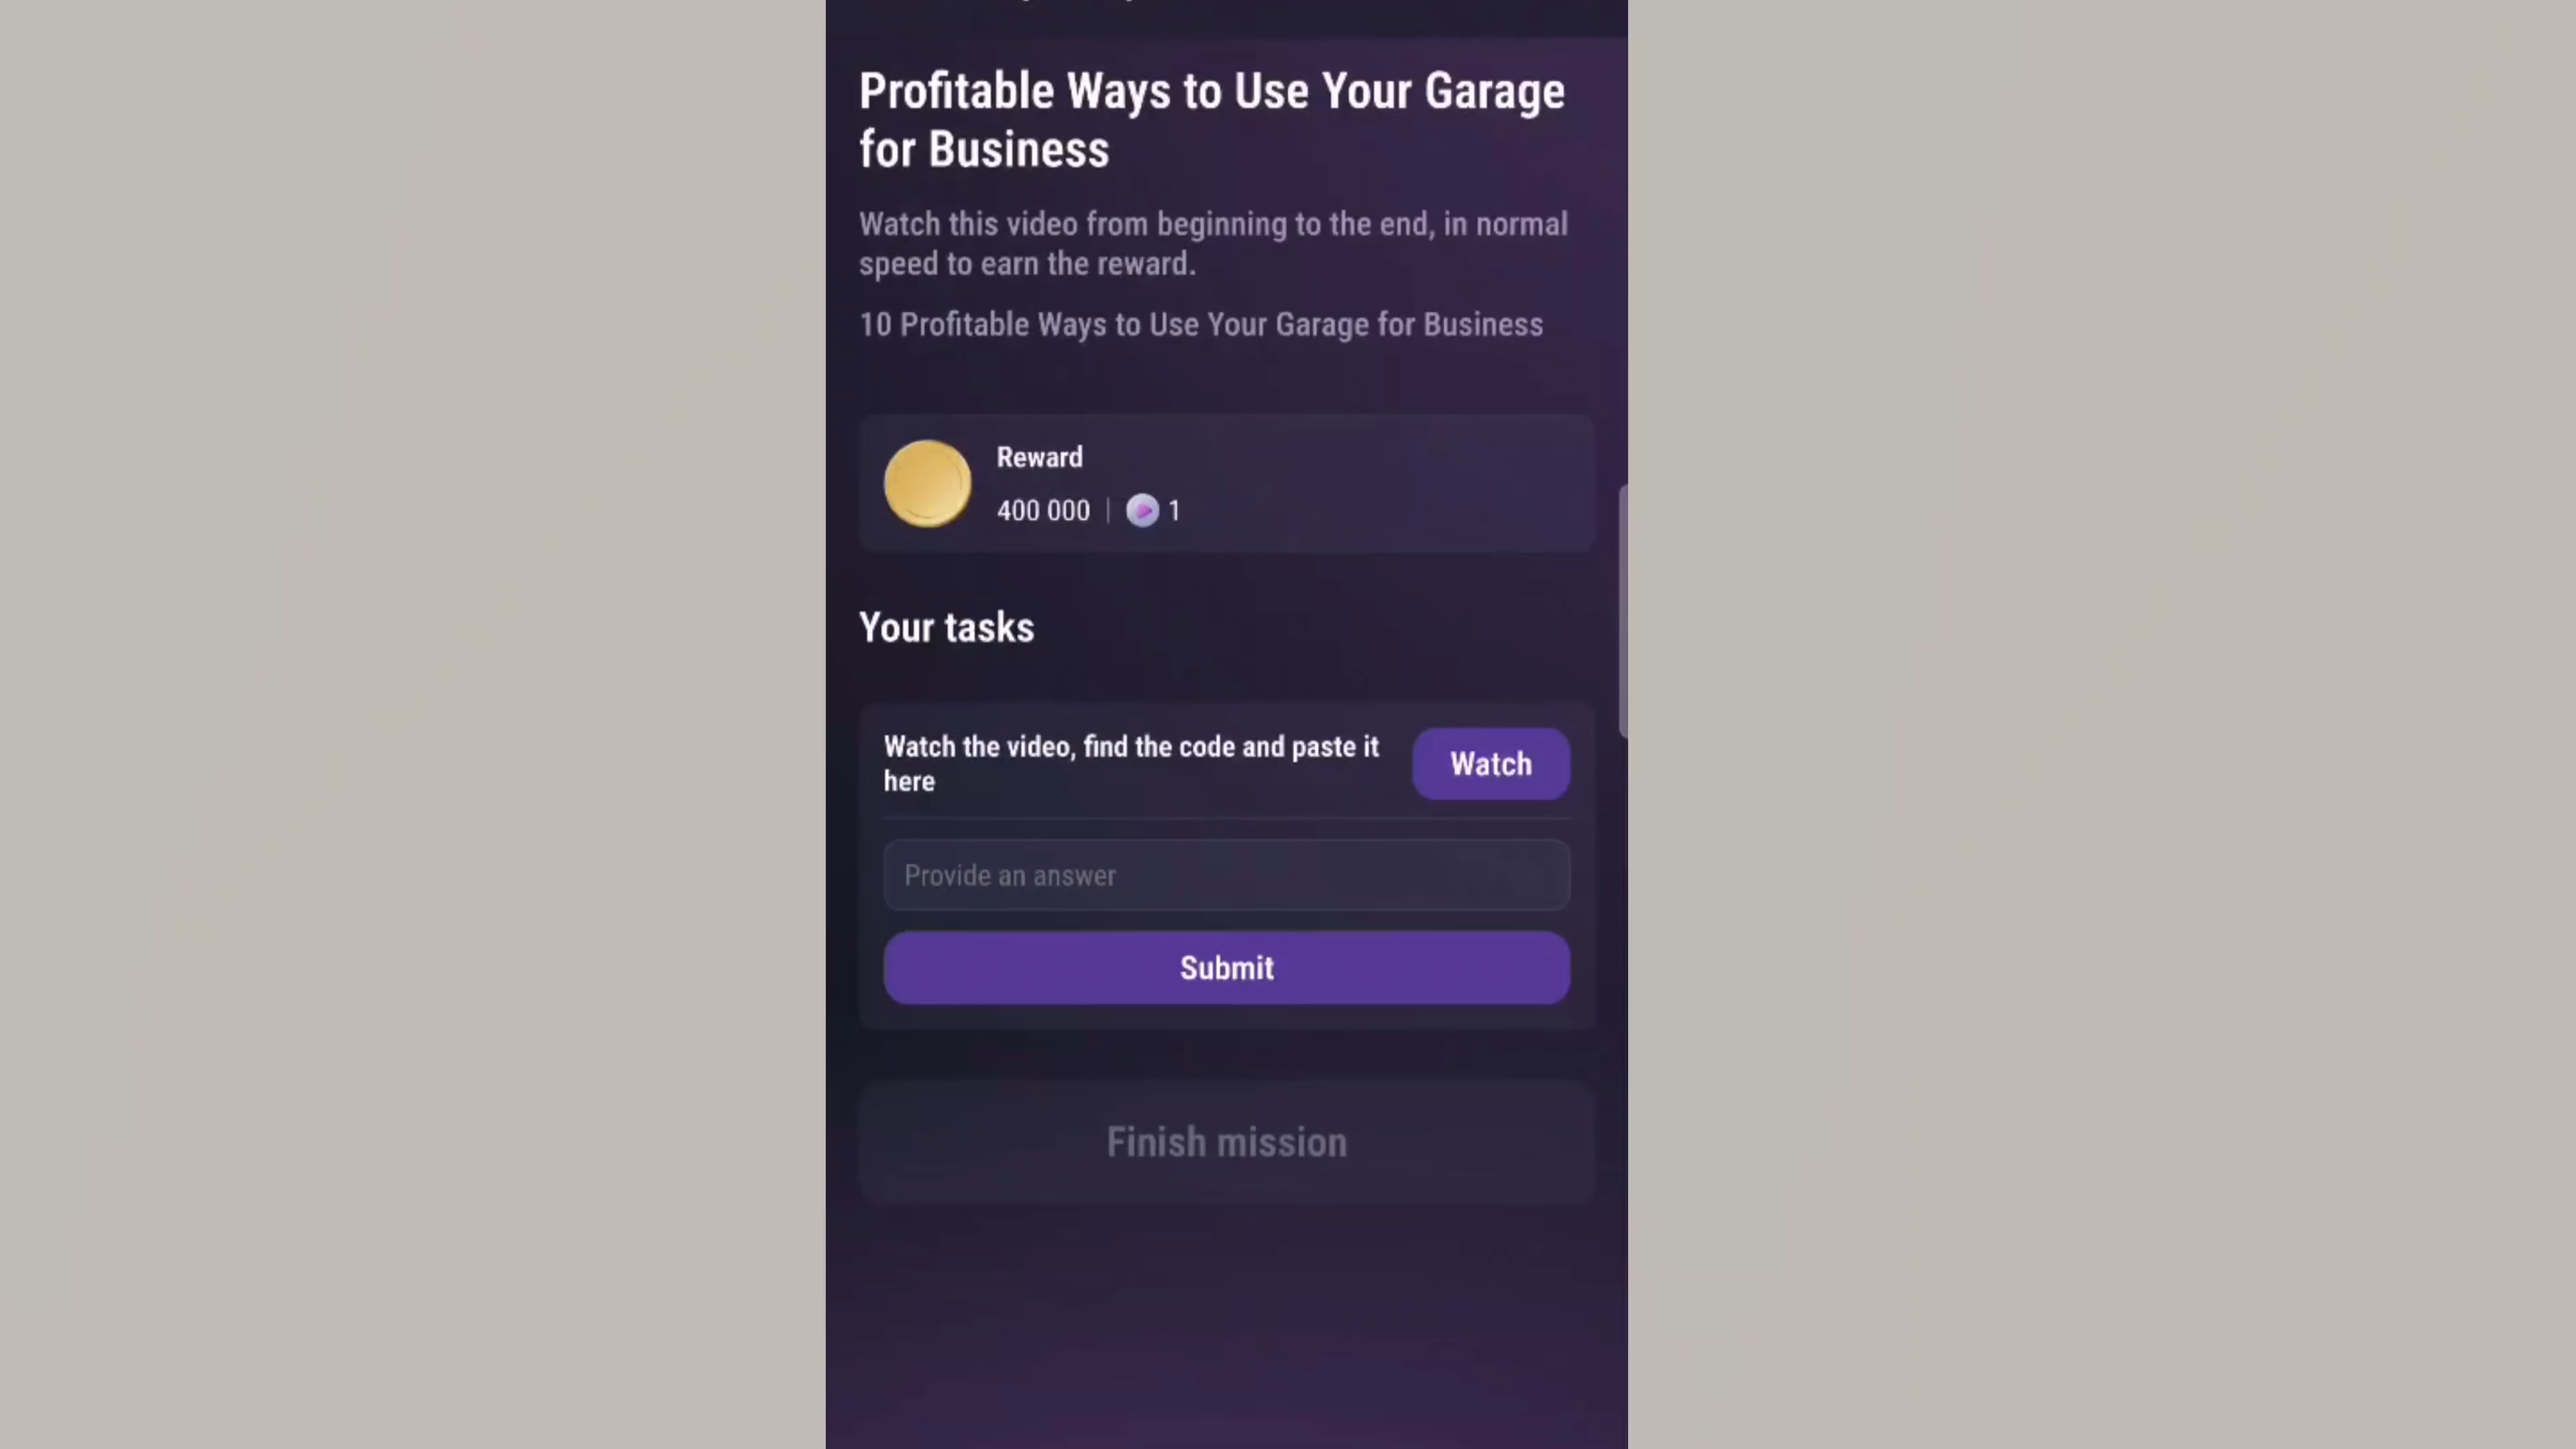 Profitable Ways to Use Your Garage
for Business
Watch this video from beginning to the end, in normal
speed to earn the reward.
10 Profitable Ways to Use Your Garage for Business
Reward
400 000 | 1
Your tasks
Watch the video, find the code and paste it
here
Watch
Provide an answer
Submit
Finish mission